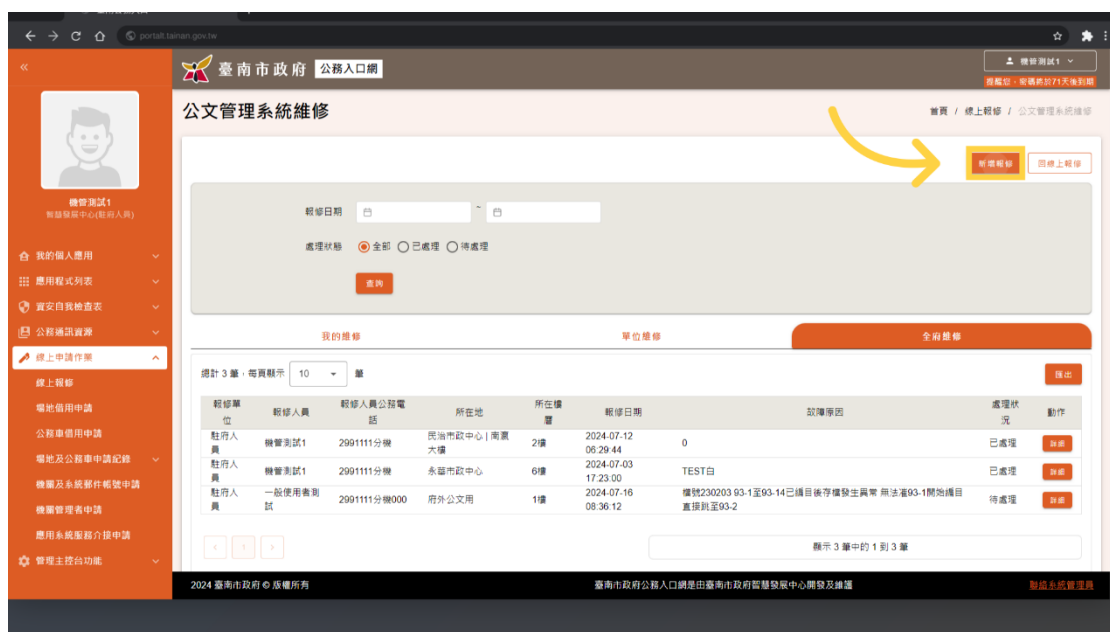 portalt.tainan.gov.tw
臺南市政府 公務入口網
機管測試1
提醒您，密碼將於71天後到期
公文管理系統維修
首頁 / 線上報修 / 公文管理系統維修
新增報修
回線上報修
機管測試1
智慧發展中心(駐府人員)
報修日期
~
處理狀態
全部
已處理
待處理
查詢
我的個人應用
應用程式列表
資安自我檢查表
公務通訊資源
線上申請作業
線上報修
場地借用申請
公務車借用申請
場地及公務車申請紀錄
機關及系統郵件帳號申請
機關管理者申請
應用系統服務介接申請
管理主控台功能
我的維修
單位維修
全府維修
總計 3 筆，每頁顯示 10 筆
匯出
報修單位 報修人員 報修人員公務電話 所在地 所在樓層 報修日期 故障原因 處理狀況 動作
駐府人員 機管測試1 2991111分機 民治市政中心 | 南瀛大樓 2樓 2024-07-12 06:29:44 0 已處理 詳細
駐府人員 機管測試1 2991111分機 永華市政中心 6樓 2024-07-03 17:23:00 TEST白 已處理 詳細
駐府人員 一般使用者測試 2991111分機000 府外公文用 1樓 2024-07-16 08:36:12 檔號230203 93-1至93-14已編目後存檔發生異常 無法灌93-1開始編目 直接跳至93-2 待處理 詳細
顯示 3 筆中的 1 到 3 筆
2024 臺南市政府 © 版權所有
臺南市政府公務人口網是由臺南市政府智慧發展中心開發及維護
聯絡系統管理員